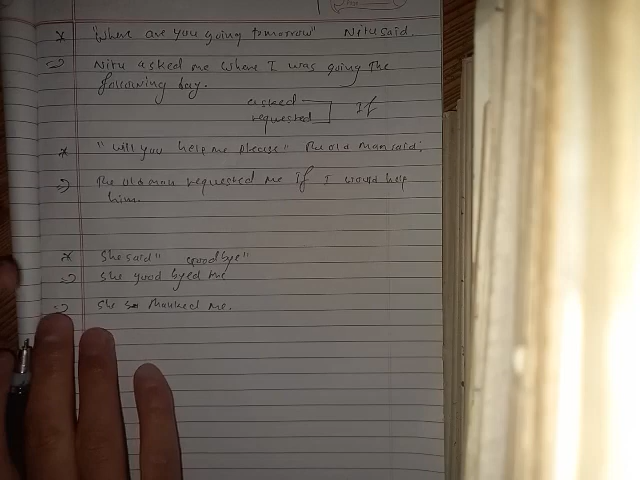 * "Where are you going tomorrow" Nitu said.
=> Nitu asked me where I was going the
following day.
asked
requested
If
* "Will you help me please" The old man said:
=> The old man requested me if I would help
him.
* She said" Goodbye"
=> She good byed me
=> She thanked me.